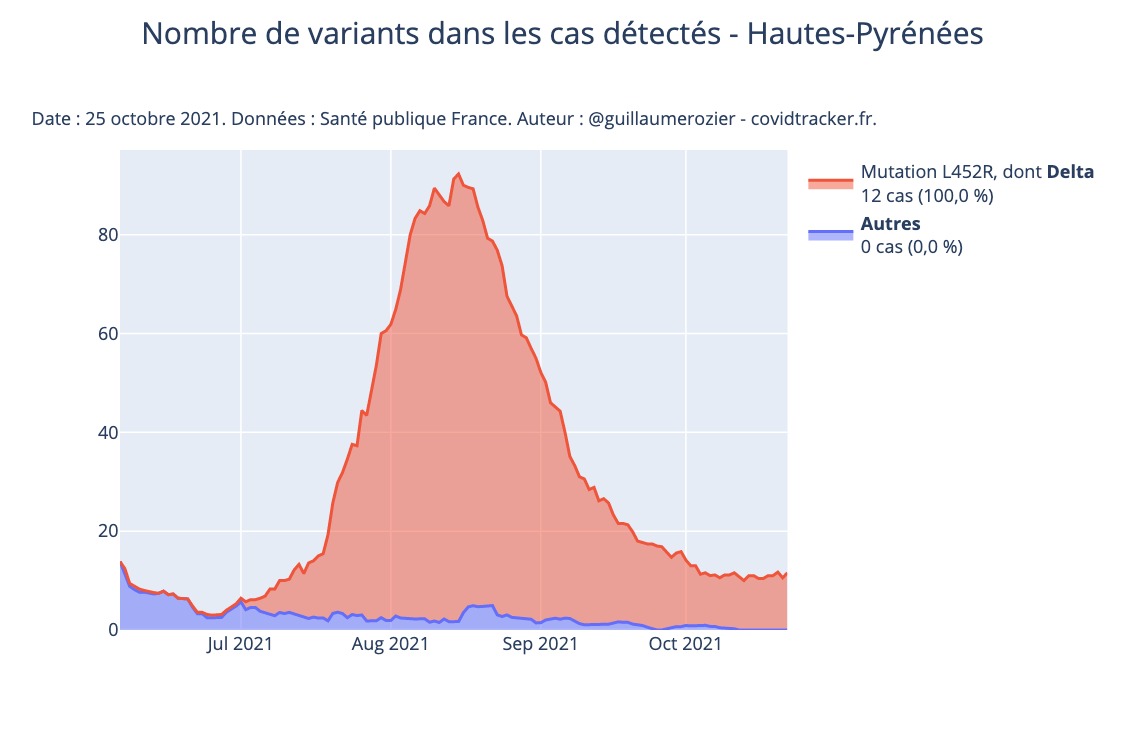 Nombre de variants dans les cas détectés - Hautes-Pyrénées
Date : 25 octobre 2021. Données : Santé publique France. Auteur : @guillaumerozier - covidtracker.fr.
Mutation L452R, dont Delta
12 cas (100,0 %)
Autres
0 cas (0,0 %)
80
60
40
20
0
Jul 2021 Aug 2021 Sep 2021 Oct 2021